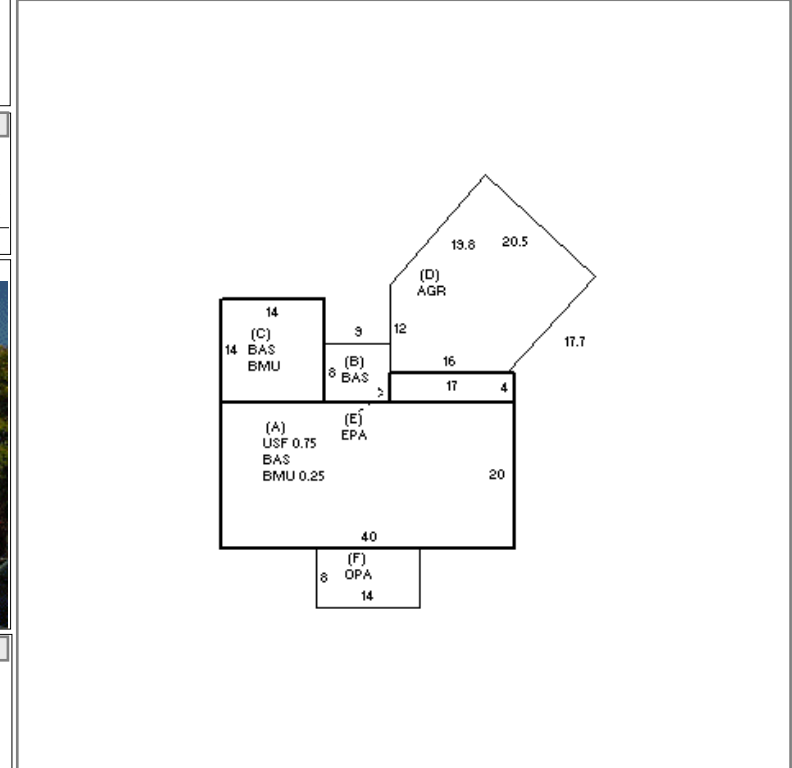 19.8
20.5
(D)
AGR
14
(C)
BAS
BMU
14
9
12
17.7
(B)
BAS
8
16
17
4
(E)
EPA
(A)
USF 0.75
BAS
BMU 0.25
20
40
(F)
OPA
8
14